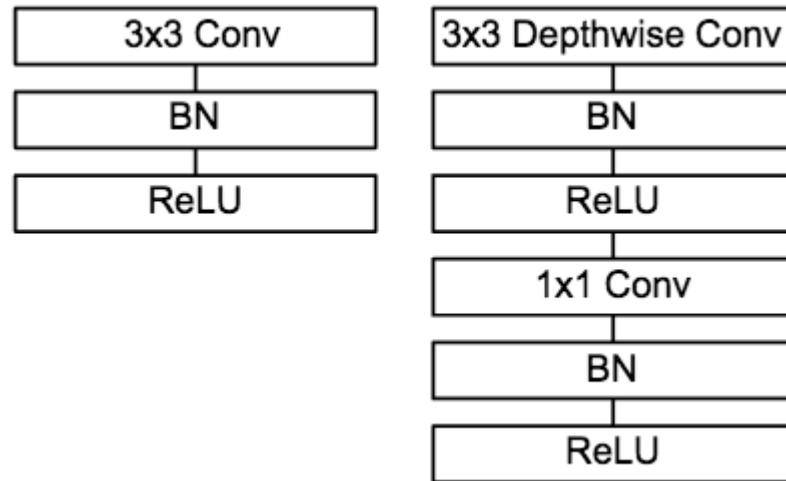 3x3 Conv
BN
ReLU
3x3 Depthwise Conv
BN
ReLU
1x1 Conv
BN
ReLU